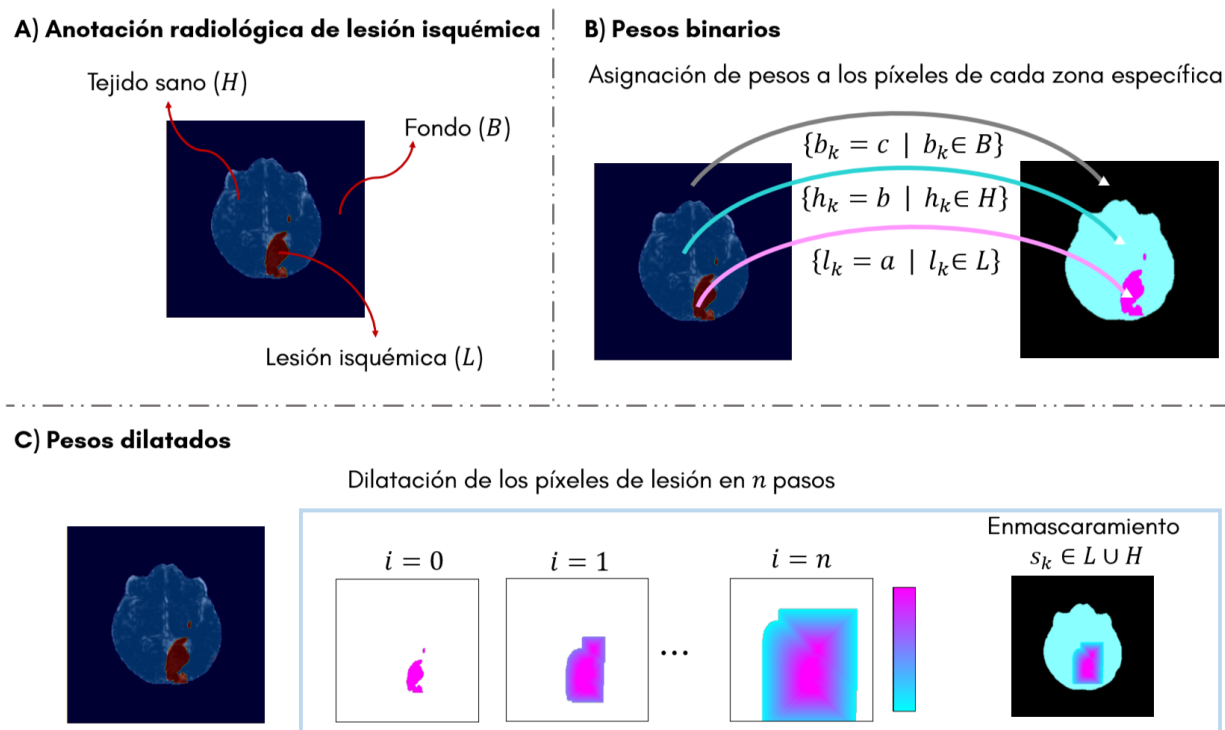 A) Anotación radiológica de lesión isquémica
Tejido sano (H)
Fondo (B)
Lesión isquémica (L)
B) Pesos binarios
Asignación de pesos a los píxeles de cada zona específica
{b_k = c | b_k ∈ B}
{h_k = b | h_k ∈ H}
{l_k = a | l_k ∈ L}
C) Pesos dilatados
Dilatación de los píxeles de lesión en n pasos
i = 0
i = 1
...
i = n
Enmascaramiento
s_k ∈ L ∪ H